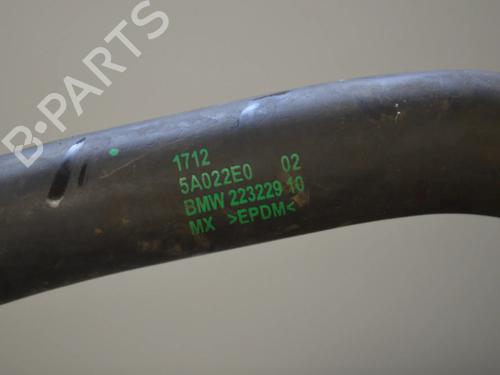 B-PARTS
1712
5A022E0 02
BMW 223229 10
MX >EPDM<